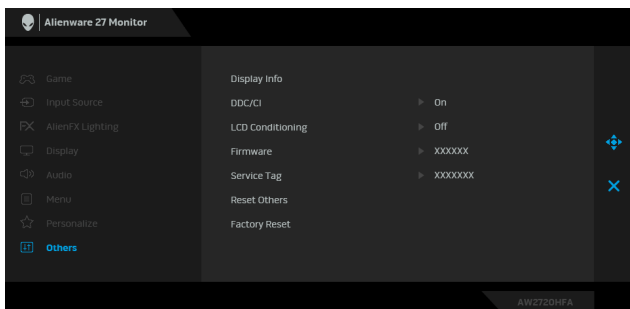 Alienware 27 Monitor
Game
Input Source
AlienFX Lighting
Display
Audio
Menu
Personalize
Others
Display Info
DDC/CI On
LCD Conditioning Off
Firmware XXXXXX
Service Tag XXXXXXX
Reset Others
Factory Reset
AW2720HFA